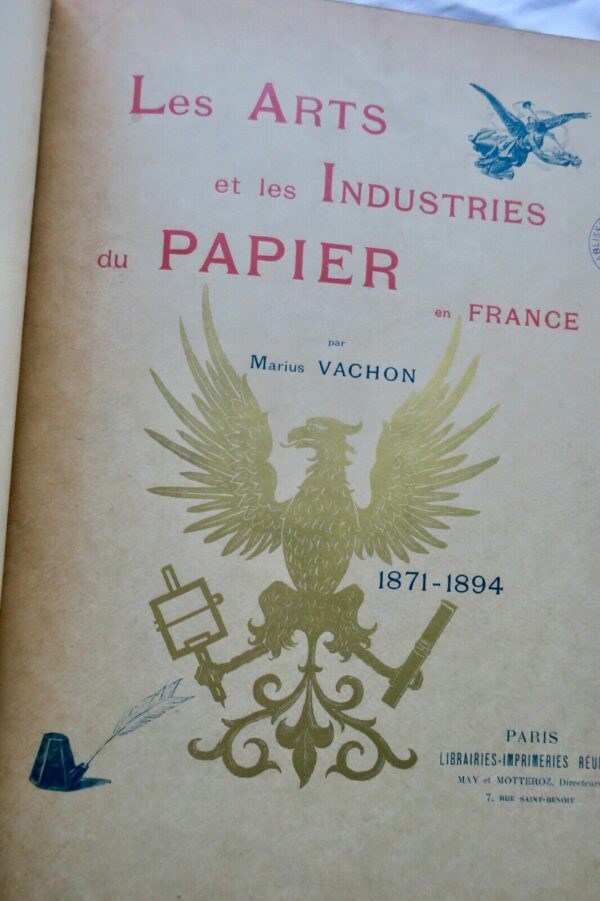 Les ARTS
et les INDUSTRIES
du PAPIER
en FRANCE
par
Marius VACHON
1871-1894
PARIS
LIBRAIRIES-IMPRIMERIES
MAY et MOTTEROZ, Directeurs
7, RUE SAINT-BENOIT